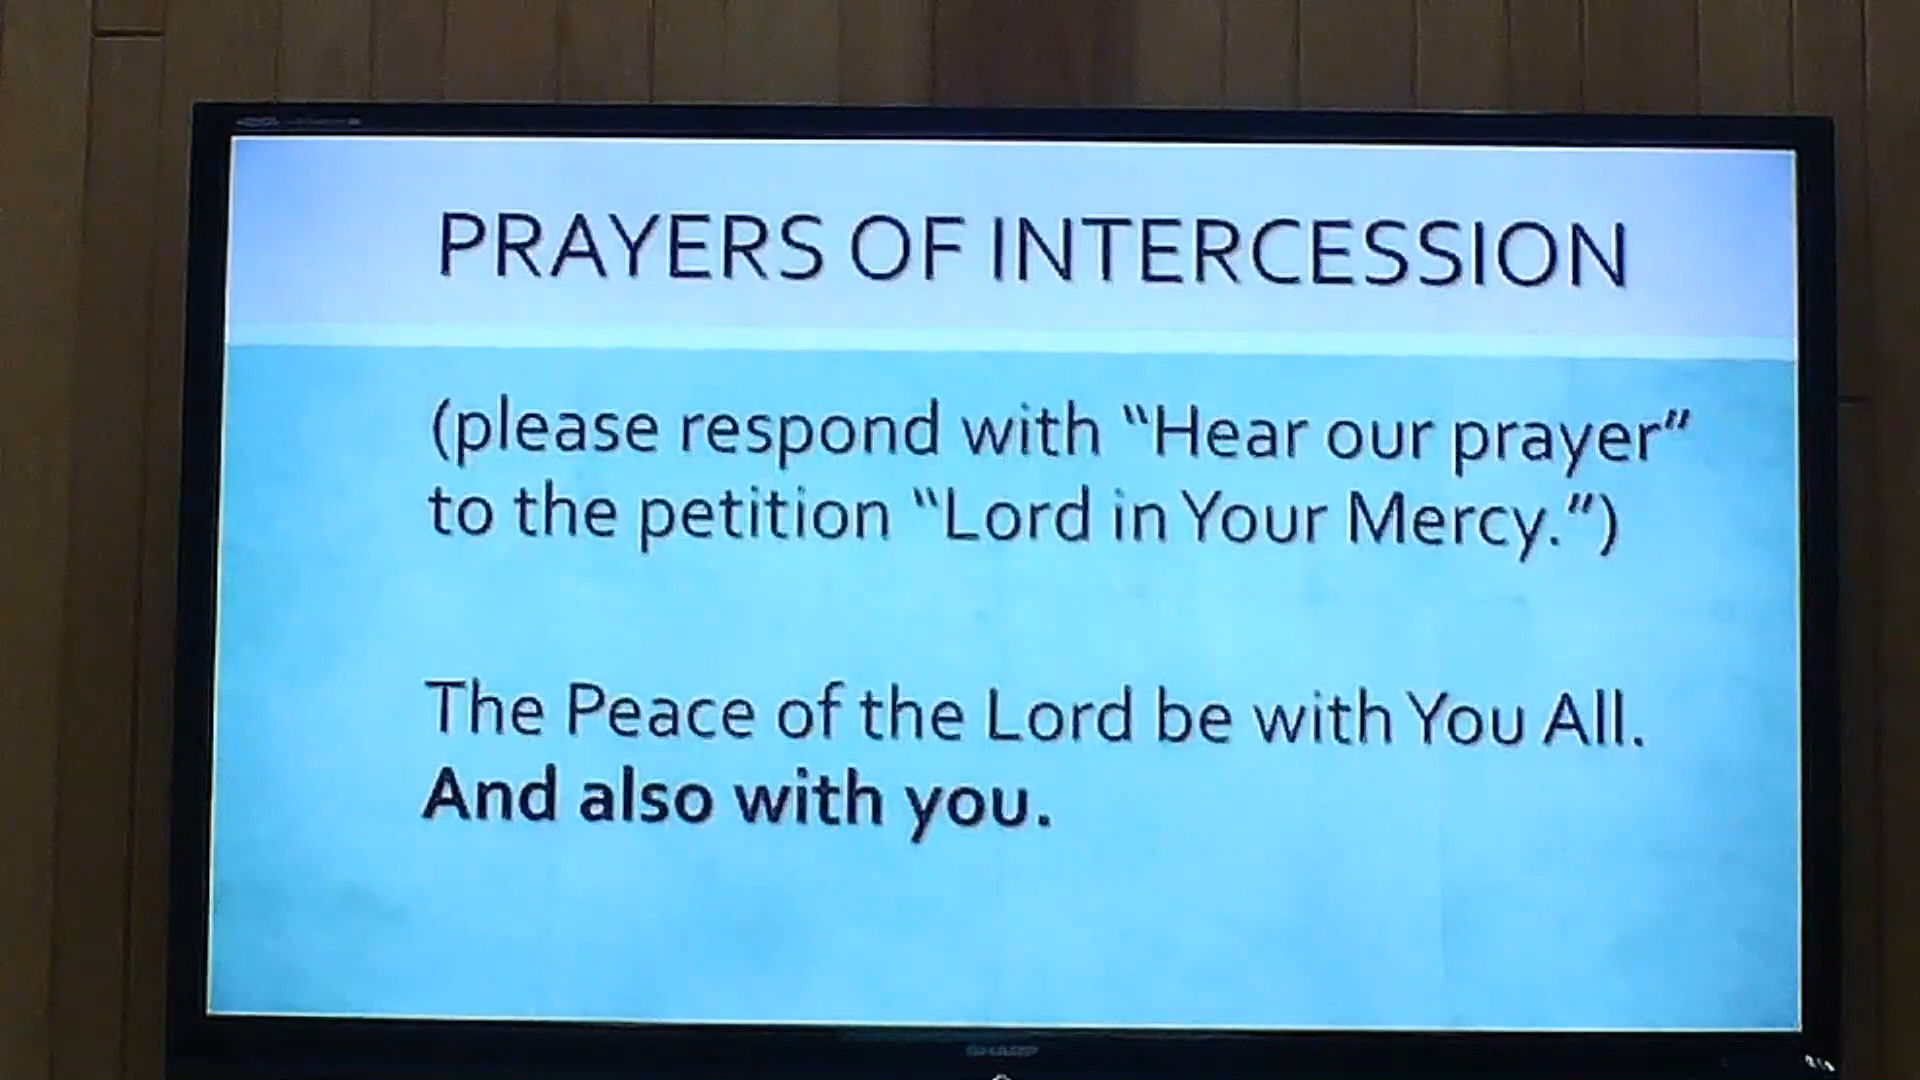 PRAYERS OF INTERCESSION
(please respond with “Hear our prayer”
to the petition “Lord in Your Mercy.”)
The Peace of the Lord be with You All.
And also with you.
SHARP